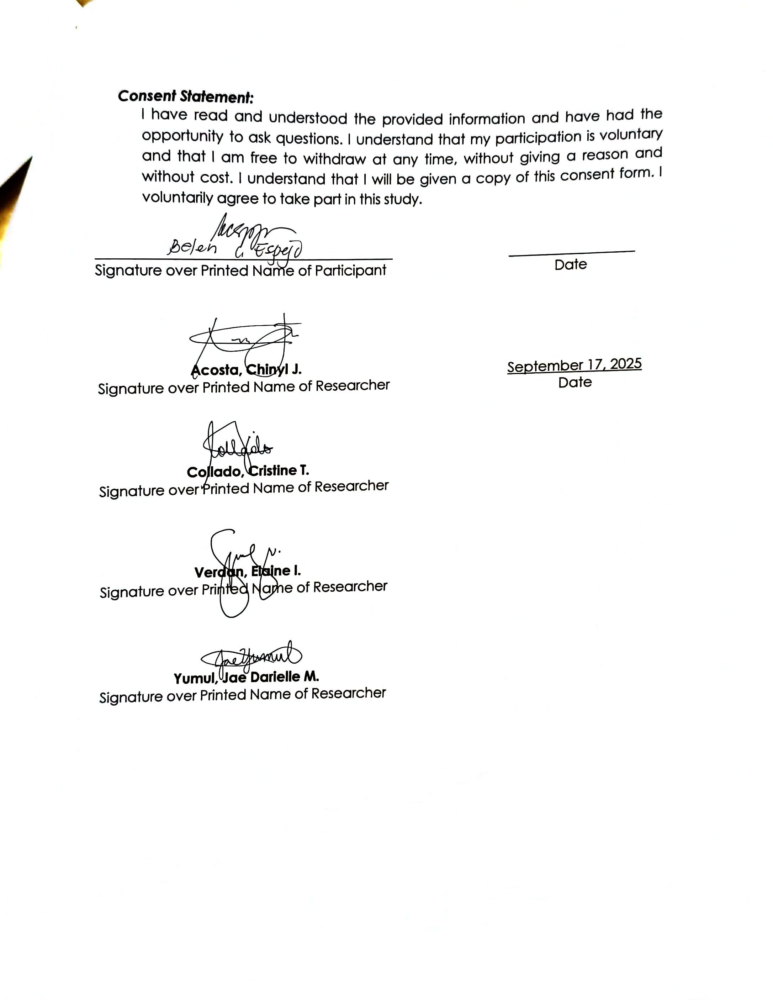 Consent Statement:
I have read and understood the provided information and have had the
opportunity to ask questions. I understand that my participation is voluntary
and that I am free to withdraw at any time, without giving a reason and
without cost. I understand that I will be given a copy of this consent form. I
voluntarily agree to take part in this study.
Belen C. Espejo
Signature over Printed Name of Participant
Date
Acosta, Chinyl J.
Signature over Printed Name of Researcher
September 17, 2025
Date
Collado, Cristine T.
Signature over Printed Name of Researcher
Verdan, Elaine I.
Signature over Printed Name of Researcher
Yumul, Jae Darielle M.
Signature over Printed Name of Researcher